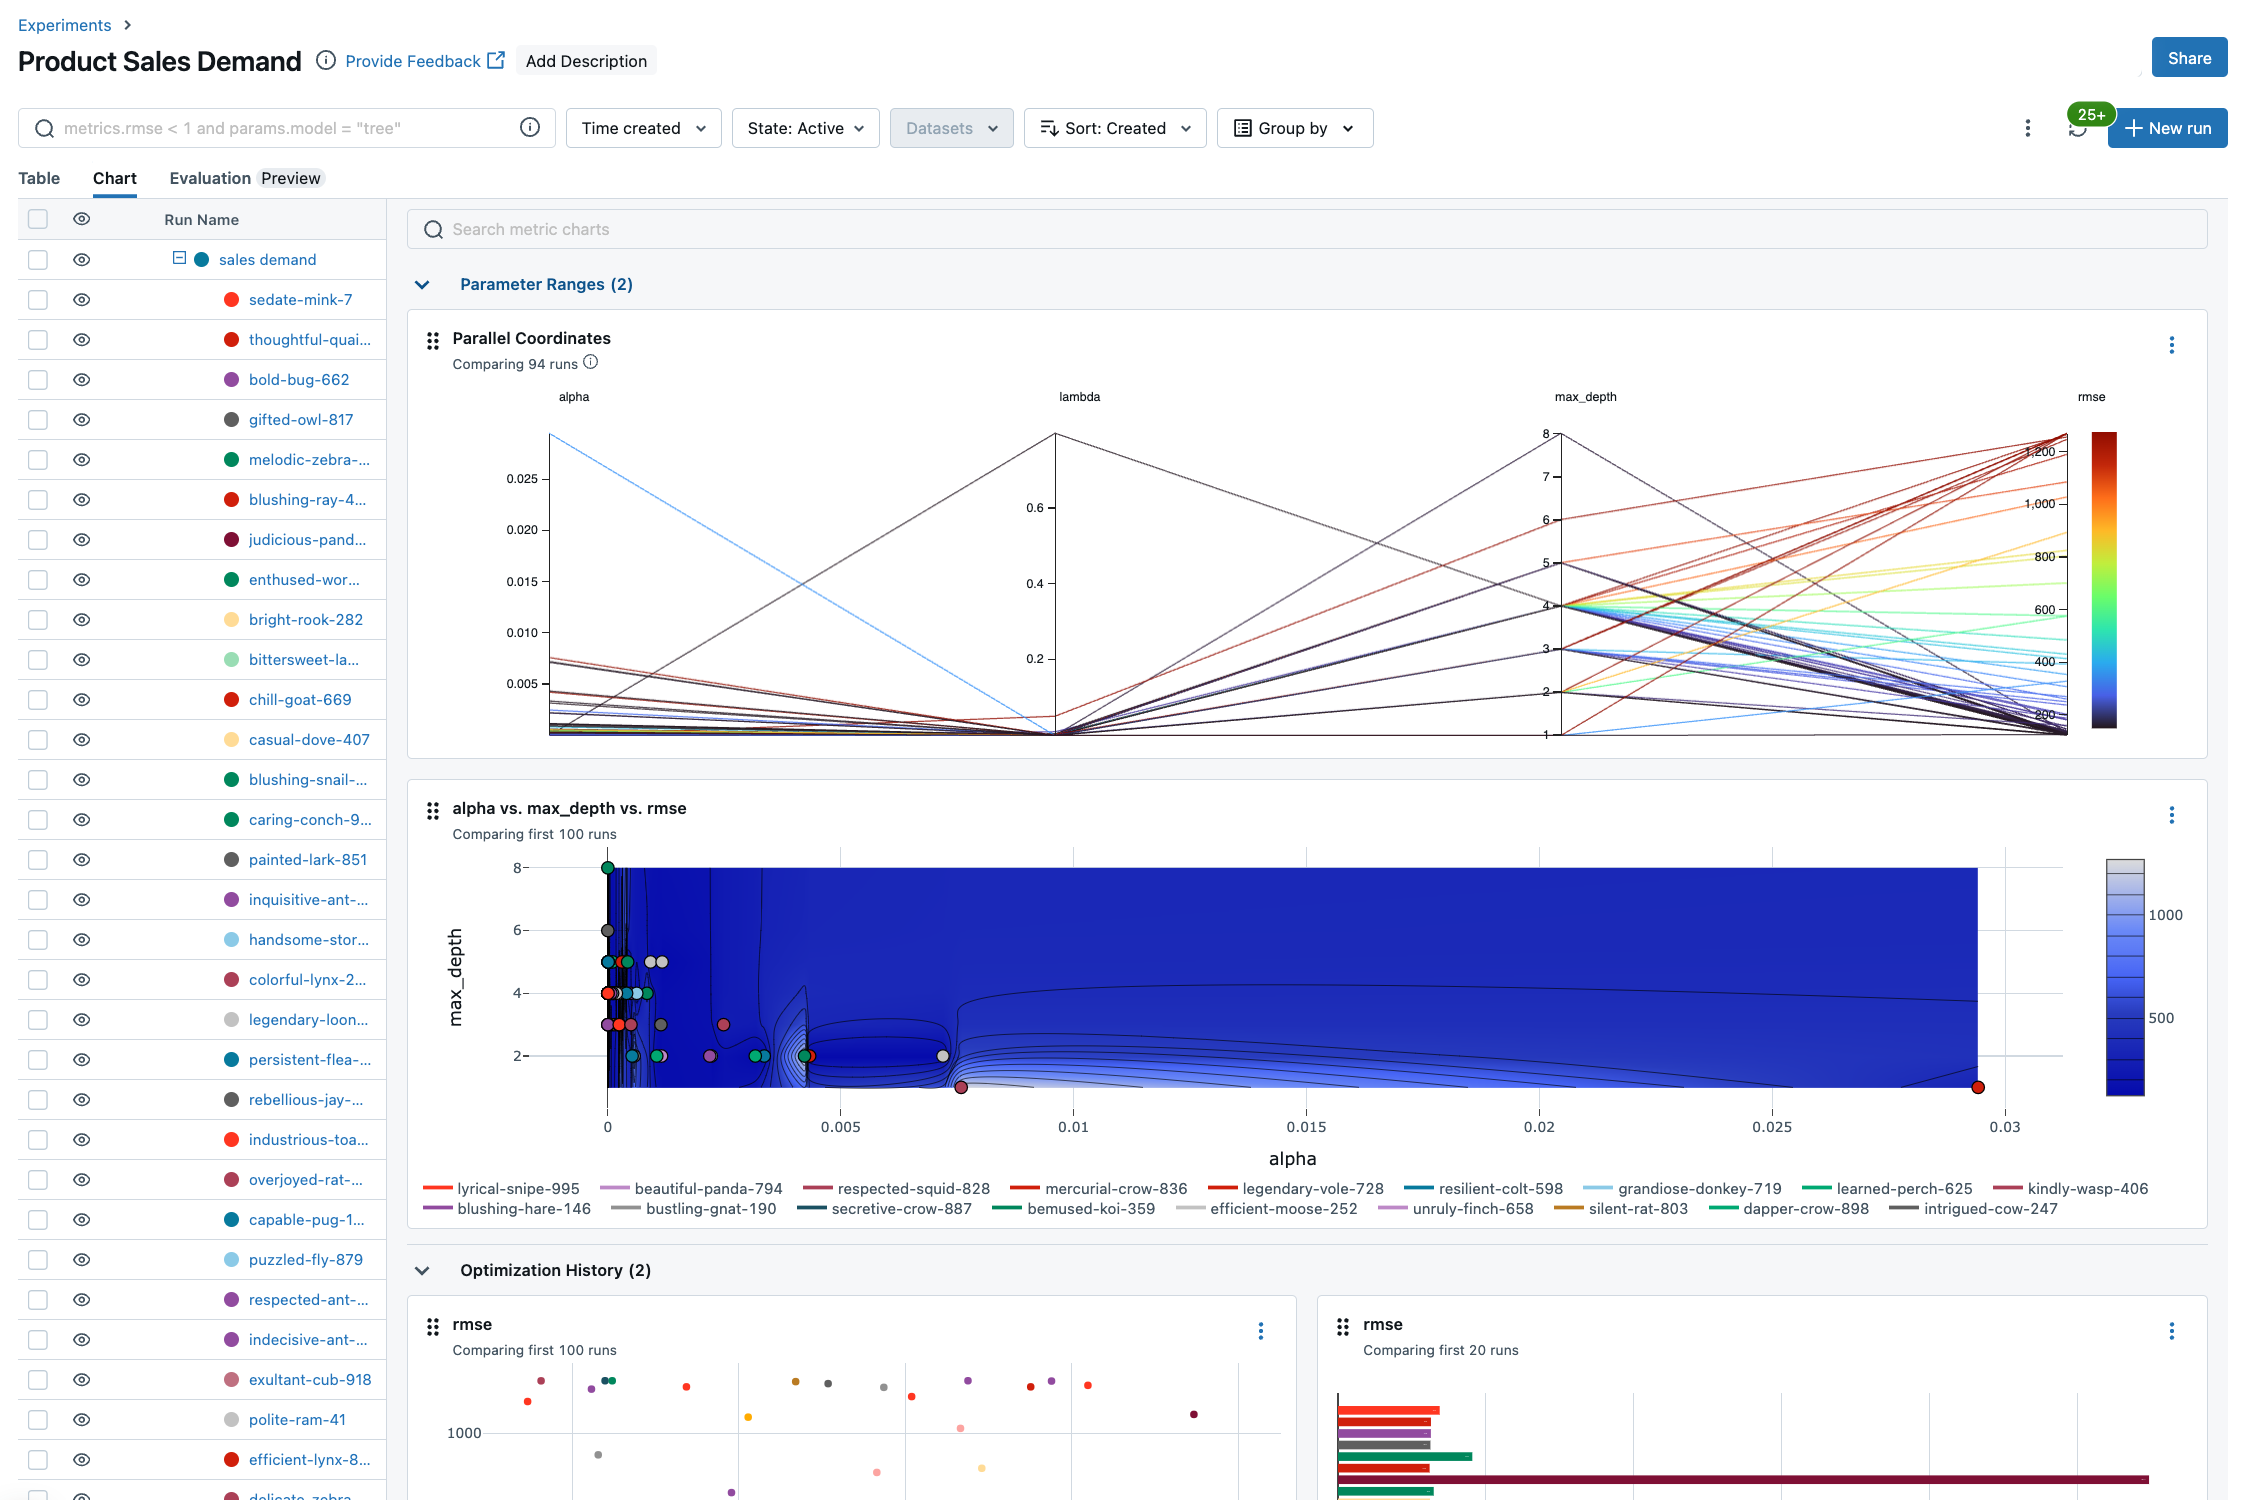 Experiments
Product Sales Demand Provide Feedback Add Description
Share
metrics.rmse < 1 and params.model = "tree" Time created State: Active Datasets Sort: Created Group by 25+ New run
Table Chart Evaluation Preview
Run Name
sales demand
sedate-mink-7
thoughtful-quai...
bold-bug-662
gifted-owl-817
melodic-zebra-...
blushing-ray-4...
judicious-pand...
enthused-wor...
bright-rook-282
bittersweet-la...
chill-goat-669
casual-dove-407
blushing-snail-...
caring-conch-9...
painted-lark-851
inquisitive-ant-...
handsome-stor...
colorful-lynx-2...
legendary-loon...
persistent-flea-...
rebellious-jay-...
industrious-toa...
overjoyed-rat-...
capable-pug-1...
puzzled-fly-879
respected-ant-...
indecisive-ant-...
exultant-cub-918
polite-ram-41
efficient-lynx-8...
delicate-zebra
Search metric charts
Parameter Ranges (2)
Parallel Coordinates
Comparing 94 runs
alpha lambda max_depth rmse
0.025
0.020
0.015
0.010
0.005
0.6
0.4
0.2
8
7
6
5
4
3
2
1
1,200
1,000
800
600
400
200
alpha vs. max_depth vs. rmse
Comparing first 100 runs
max_depth
8
6
4
2
0 0.005 0.01 0.015 0.02 0.025 0.03
alpha
1000
500
lyrical-snipe-995 beautiful-panda-794 respected-squid-828 mercurial-crow-836 legendary-vole-728 resilient-colt-598 grandiose-donkey-719 learned-perch-625 kindly-wasp-406
blushing-hare-146 bustling-gnat-190 secretive-crow-887 bemused-koi-359 efficient-moose-252 unruly-finch-658 silent-rat-803 dapper-crow-898 intrigued-cow-247
Optimization History (2)
rmse
Comparing first 100 runs
1000
rmse
Comparing first 20 runs